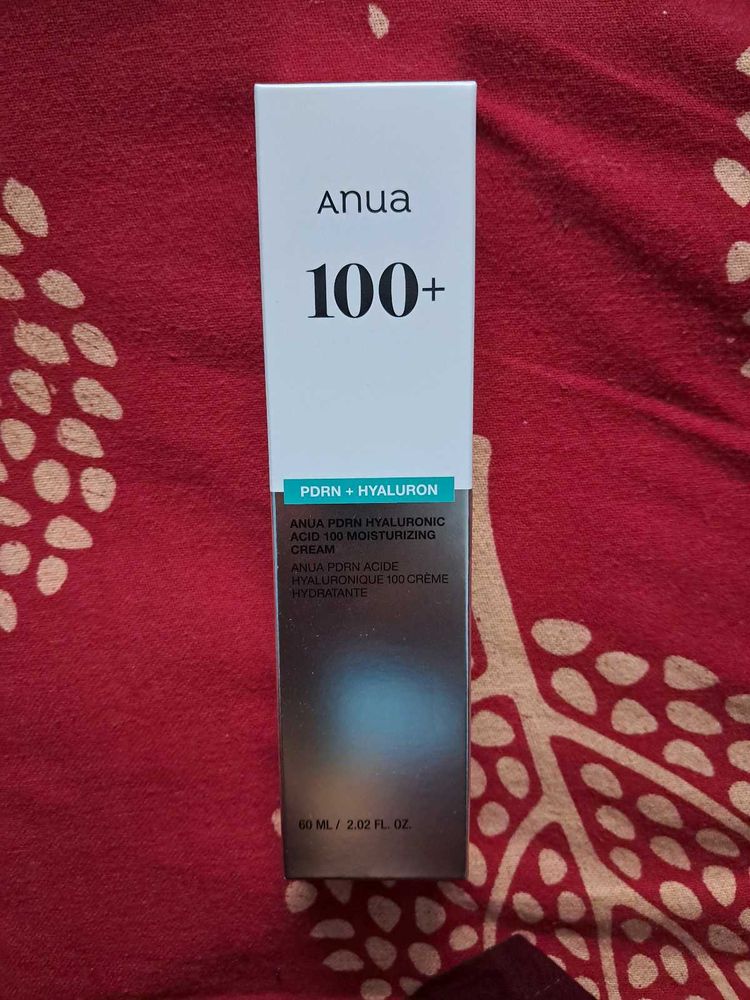 Anua
100+
PDRN + HYALURON
ANUA PDRN HYALURONIC
ACID 100 MOISTURIZING
CREAM
ANUA PDRN ACIDE
HYALURONIQUE 100 CRÈME
HYDRATANTE
60 ML / 2.02 FL. OZ.